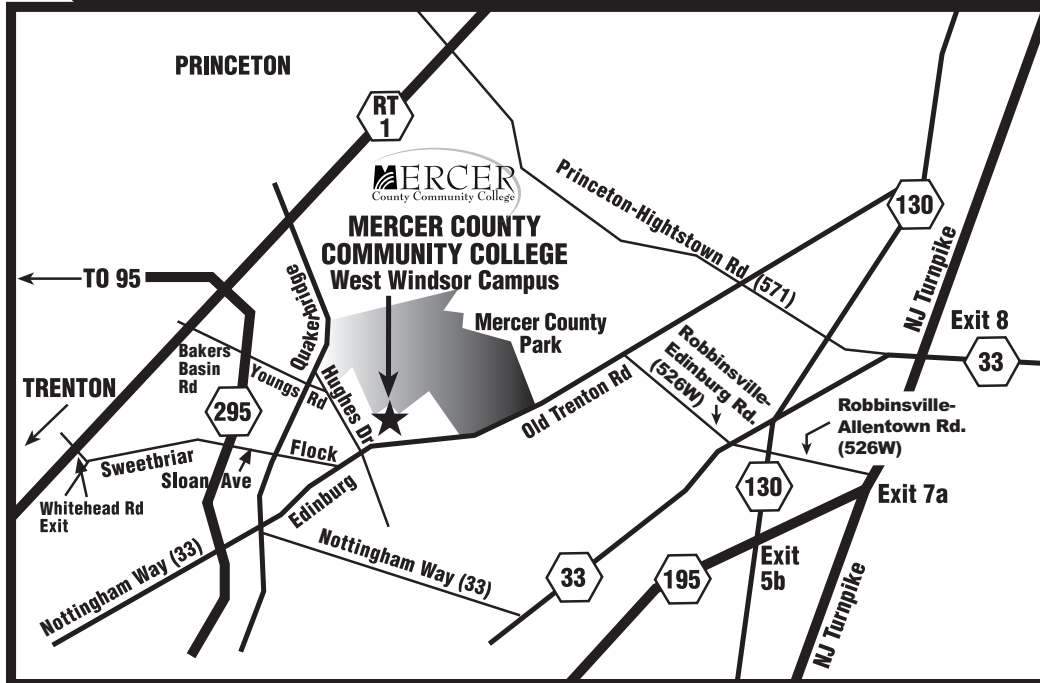 PRINCETON
RT
1
MERCER
County Community College
MERCER COUNTY
COMMUNITY COLLEGE
West Windsor Campus
Princeton-Hightstown Rd (571)
130
NJ Turnpike
TO 95
Quakerbridge
Mercer County
Park
Exit 8
33
Bakers
Basin
Rd
Youngs Rd
Hughes Dr
Old Trenton Rd
Robbinsville-
Edinburg Rd.
(526W)
Robbinsville-
Allentown Rd.
(526W)
TRENTON
295
Sweetbriar
Sloan Ave
Flock
Whitehead Rd
Exit
Edinburg
130
Exit 7a
Nottingham Way (33)
Nottingham Way (33)
33
195
Exit
5b
NJ Turnpike